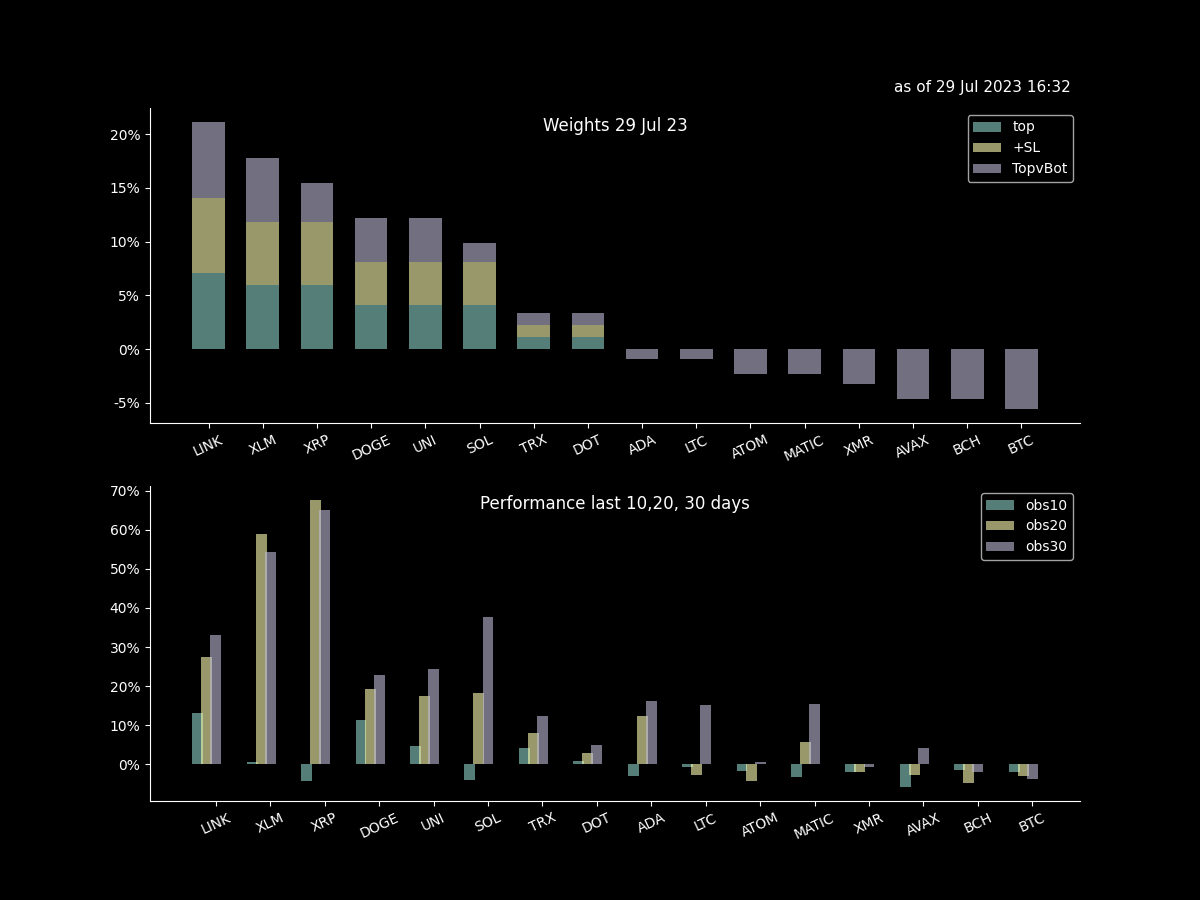 as of 29 Jul 2023 16:32
Weights 29 Jul 23
top
+SL
TopvBot
20%
15%
10%
5%
0%
-5%
LINK XLM XRP DOGE UNI SOL TRX DOT ADA LTC ATOM MATIC XMR AVAX BCH BTC
Performance last 10,20, 30 days
obs10
obs20
obs30
70%
60%
50%
40%
30%
20%
10%
0%
LINK XLM XRP DOGE UNI SOL TRX DOT ADA LTC ATOM MATIC XMR AVAX BCH BTC